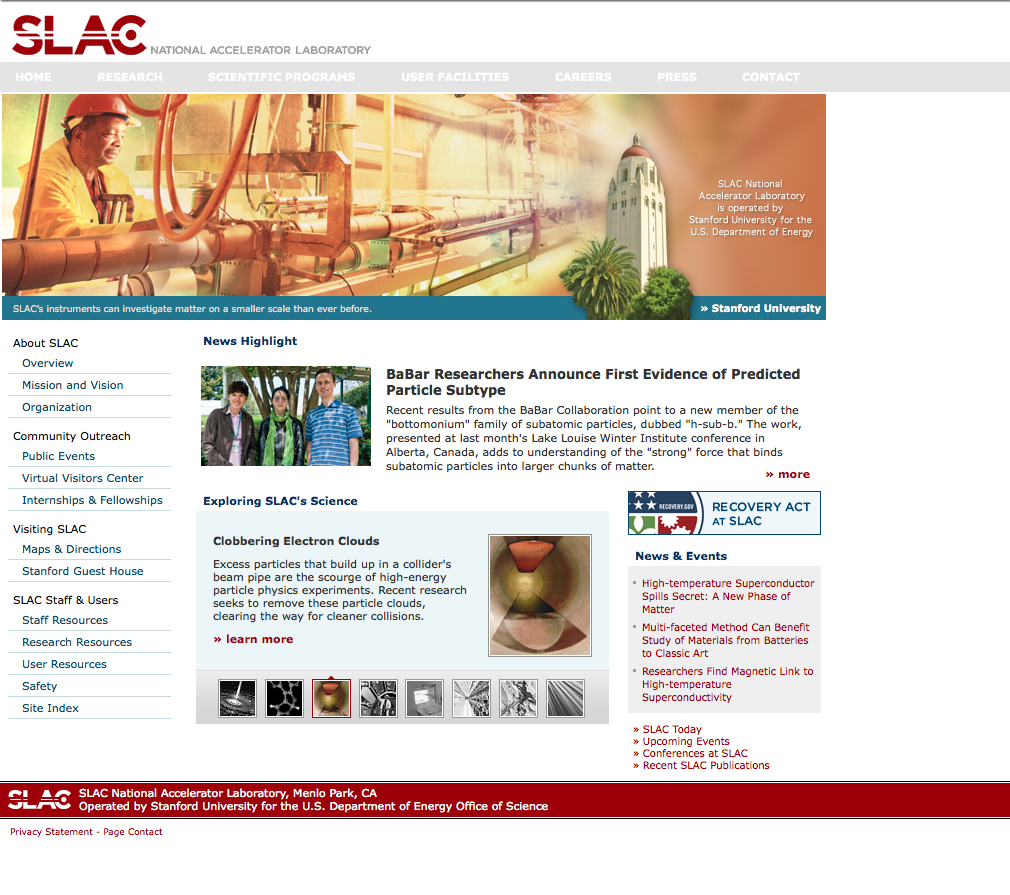 SLAC NATIONAL ACCELERATOR LABORATORY
HOME RESEARCH SCIENTIFIC PROGRAMS USER FACILITIES CAREERS PRESS CONTACT
SLAC National
Accelerator Laboratory
is operated by
Stanford University for the
U.S. Department of Energy
SLAC's instruments can investigate matter on a smaller scale than ever before.
» Stanford University
About SLAC
Overview
Mission and Vision
Organization
Community Outreach
Public Events
Virtual Visitors Center
Internships & Fellowships
Visiting SLAC
Maps & Directions
Stanford Guest House
SLAC Staff & Users
Staff Resources
Research Resources
User Resources
Safety
Site Index
News Highlight
BaBar Researchers Announce First Evidence of Predicted
Particle Subtype
Recent results from the BaBar Collaboration point to a new member of the
"bottomonium" family of subatomic particles, dubbed "h-sub-b." The work,
presented at last month's Lake Louise Winter Institute conference in
Alberta, Canada, adds to understanding of the "strong" force that binds
subatomic particles into larger chunks of matter.
» more
Exploring SLAC's Science
Clobbering Electron Clouds
Excess particles that build up in a collider's
beam pipe are the scourge of high-energy
particle physics experiments. Recent research
seeks to remove these particle clouds,
clearing the way for cleaner collisions.
» learn more
RECOVERY.GOV
RECOVERY ACT
AT SLAC
News & Events
High-temperature Superconductor
Spills Secret: A New Phase of
Matter
Multi-faceted Method Can Benefit
Study of Materials from Batteries
to Classic Art
Researchers Find Magnetic Link to
High-temperature
Superconductivity
» SLAC Today
» Upcoming Events
» Conferences at SLAC
» Recent SLAC Publications
SLAC
SLAC National Accelerator Laboratory, Menlo Park, CA
Operated by Stanford University for the U.S. Department of Energy Office of Science
Privacy Statement - Page Contact